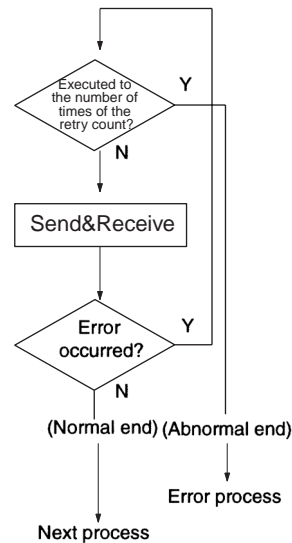 Executed to
the number of
times of the
retry count?
Y
N
Send&Receive
Error
occurred?
Y
N
(Normal end) (Abnormal end)
Error process
Next process